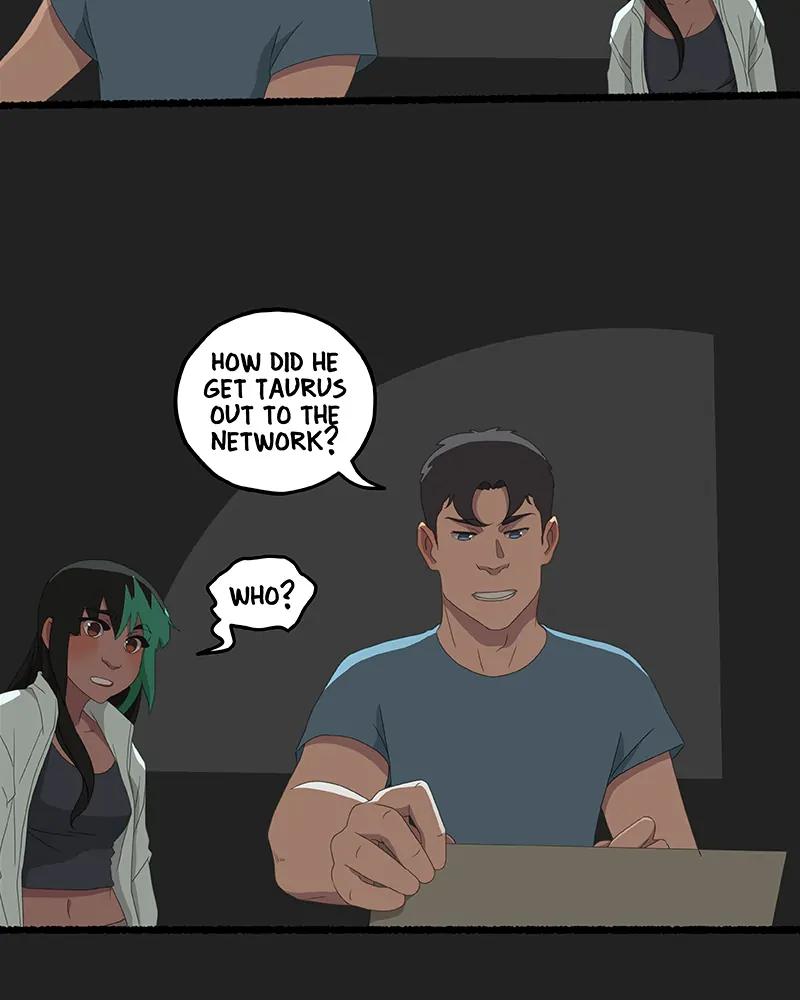 HOW DID HE
GET TAURUS
OUT TO THE
NETWORK?
WHO?